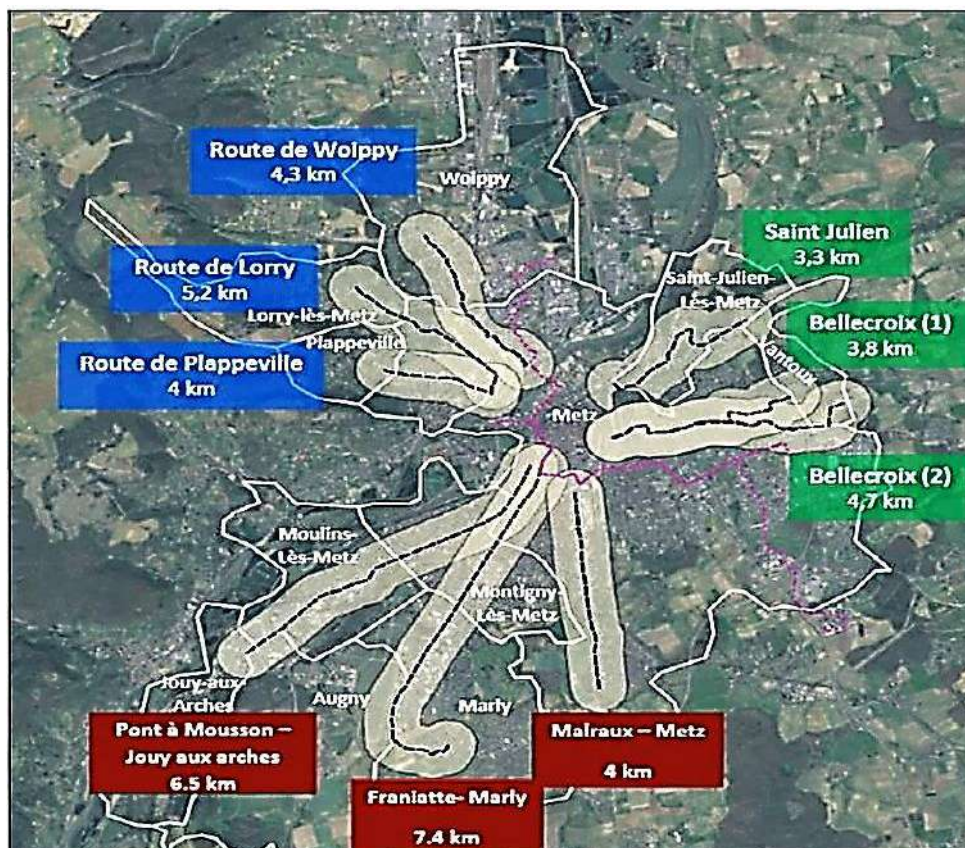 Route de Woippy
4,3 km
Woippy
Saint Julien
3,3 km
Route de Lorry
5,2 km
Saint-Julien-
Lès-Metz
Lorry-lès-Metz
Bellecroix (1)
3,8 km
Plappeville
Route de Plappeville
4 km
Vantoux
Metz
Bellecroix (2)
4,7 km
Moulins-
Lès-Metz
Montigny-
Lès-Metz
Jouy-aux-
Arches
Augny
Marly
Pont à Mousson –
Jouy aux arches
6.5 km
Malraux – Metz
4 km
Franiatte- Marly
7.4 km